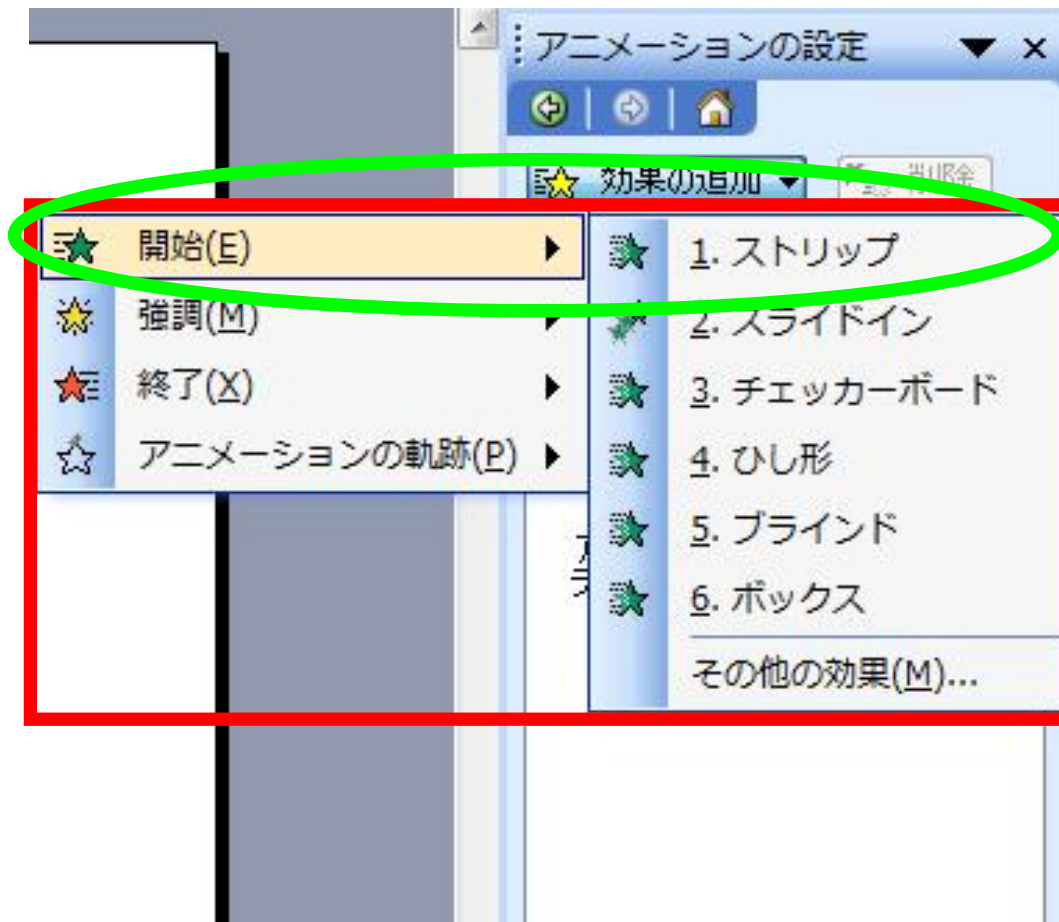 アニメーションの設定
効果の追加
削除
開始(E)
強調(M)
終了(X)
アニメーションの軌跡(P)
1. ストリップ
2. スライドイン
3. チェッカーボード
4. ひし形
5. ブラインド
6. ボックス
その他の効果(M)...